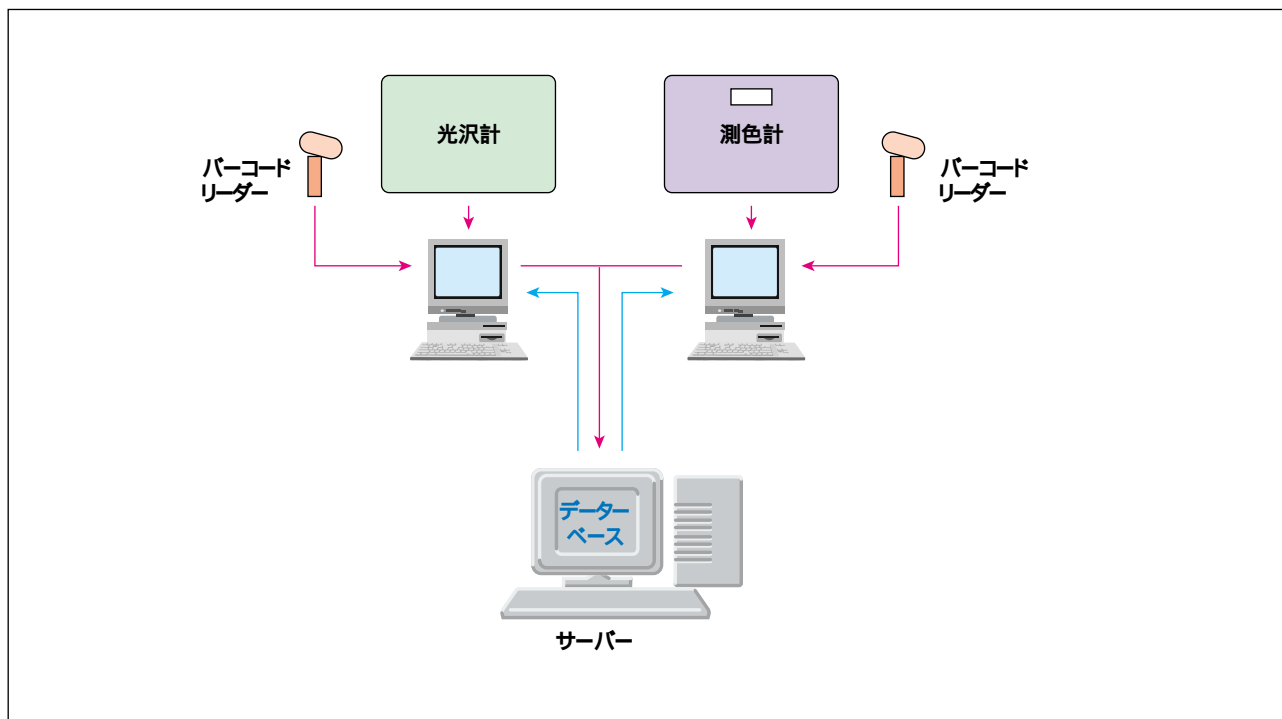 光沢計
測色計
バーコード
リーダー
バーコード
リーダー
データー
ベース
サーバー